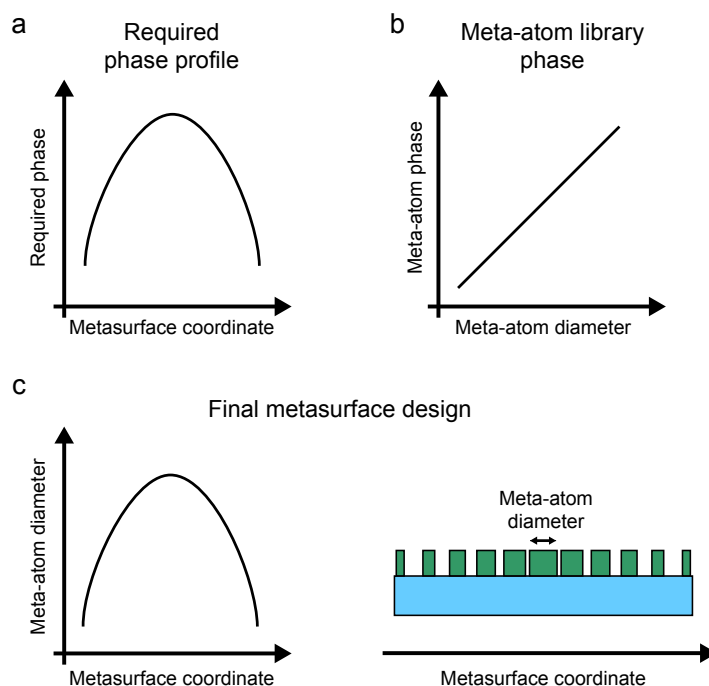 a
Required
phase profile
Required phase
Metasurface coordinate
b
Meta-atom library
phase
Meta-atom phase
Meta-atom diameter
c
Final metasurface design
Meta-atom diameter
Metasurface coordinate
Meta-atom
diameter
Metasurface coordinate